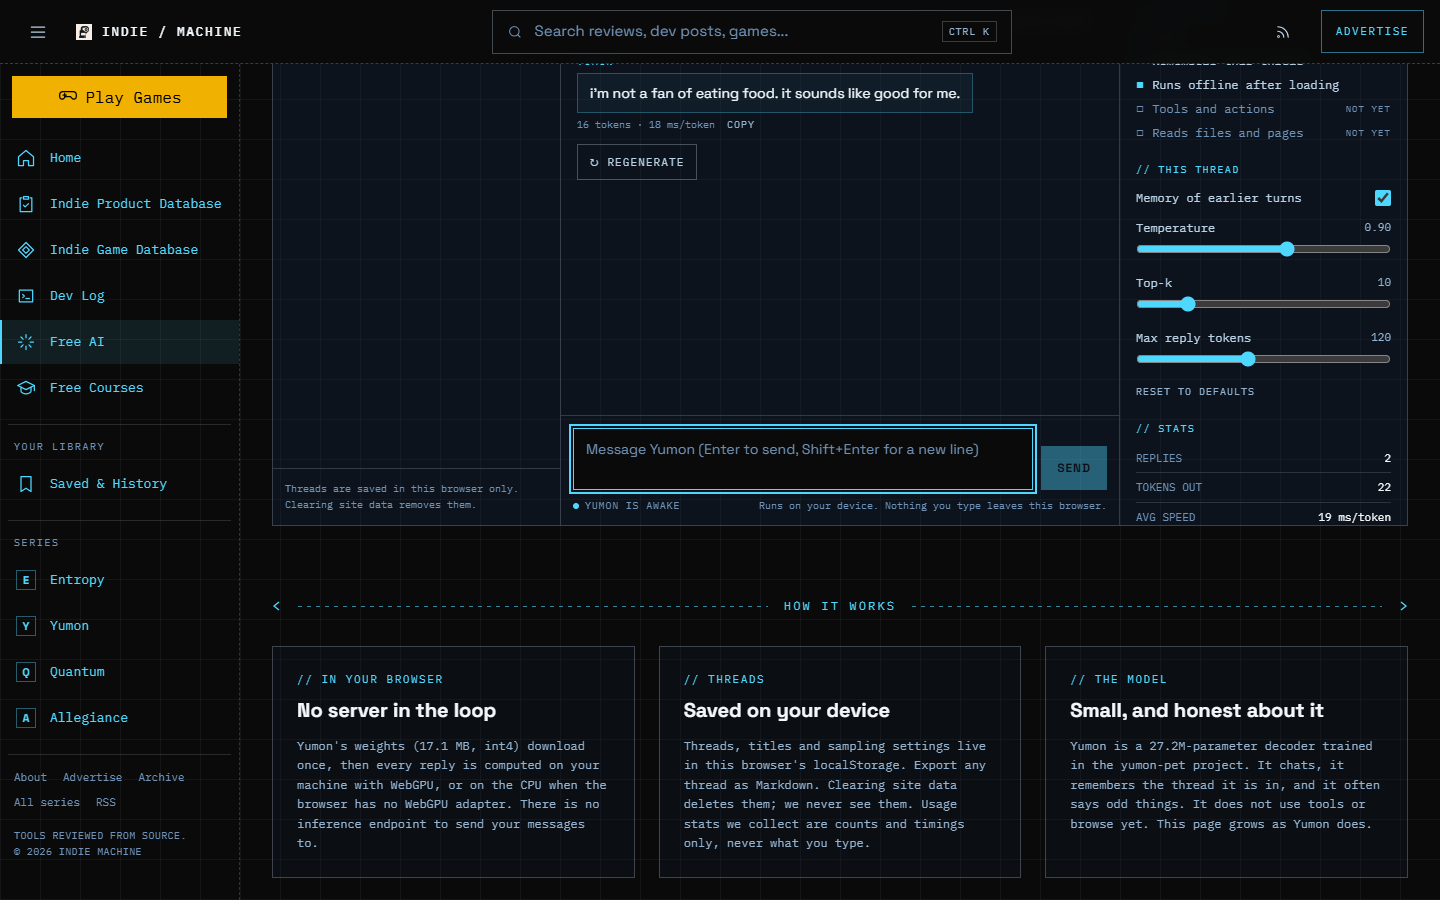 INDIE / MACHINE
Search reviews, dev posts, games...
CTRL K
ADVERTISE
Play Games
Home
Indie Product Database
Indie Game Database
Dev Log
Free AI
Free Courses
YOUR LIBRARY
Saved & History
SERIES
E Entropy
Y Yumon
Q Quantum
A Allegiance
About Advertise Archive
All series RSS
TOOLS REVIEWED FROM SOURCE.
© 2026 INDIE MACHINE
Threads are saved in this browser only.
Clearing site data removes them.
i'm not a fan of eating food. it sounds like good for me.
16 tokens · 18 ms/token COPY
↻ REGENERATE
Message Yumon (Enter to send, Shift+Enter for a new line)
SEND
YUMON IS AWAKE
Runs on your device. Nothing you type leaves this browser.
Runs offline after loading
Tools and actions NOT YET
Reads files and pages NOT YET
// THIS THREAD
Memory of earlier turns
Temperature 0.90
Top-k 10
Max reply tokens 120
RESET TO DEFAULTS
// STATS
REPLIES 2
TOKENS OUT 22
AVG SPEED 19 ms/token
HOW IT WORKS
// IN YOUR BROWSER
No server in the loop
Yumon's weights (17.1 MB, int4) download
once, then every reply is computed on your
machine with WebGPU, or on the CPU when the
browser has no WebGPU adapter. There is no
inference endpoint to send your messages
to.
// THREADS
Saved on your device
Threads, titles and sampling settings live
in this browser's localStorage. Export any
thread as Markdown. Clearing site data
deletes them; we never see them. Usage
stats we collect are counts and timings
only, never what you type.
// THE MODEL
Small, and honest about it
Yumon is a 27.2M-parameter decoder trained
in the yumon-pet project. It chats, it
remembers the thread it is in, and it often
says odd things. It does not use tools or
browse yet. This page grows as Yumon does.